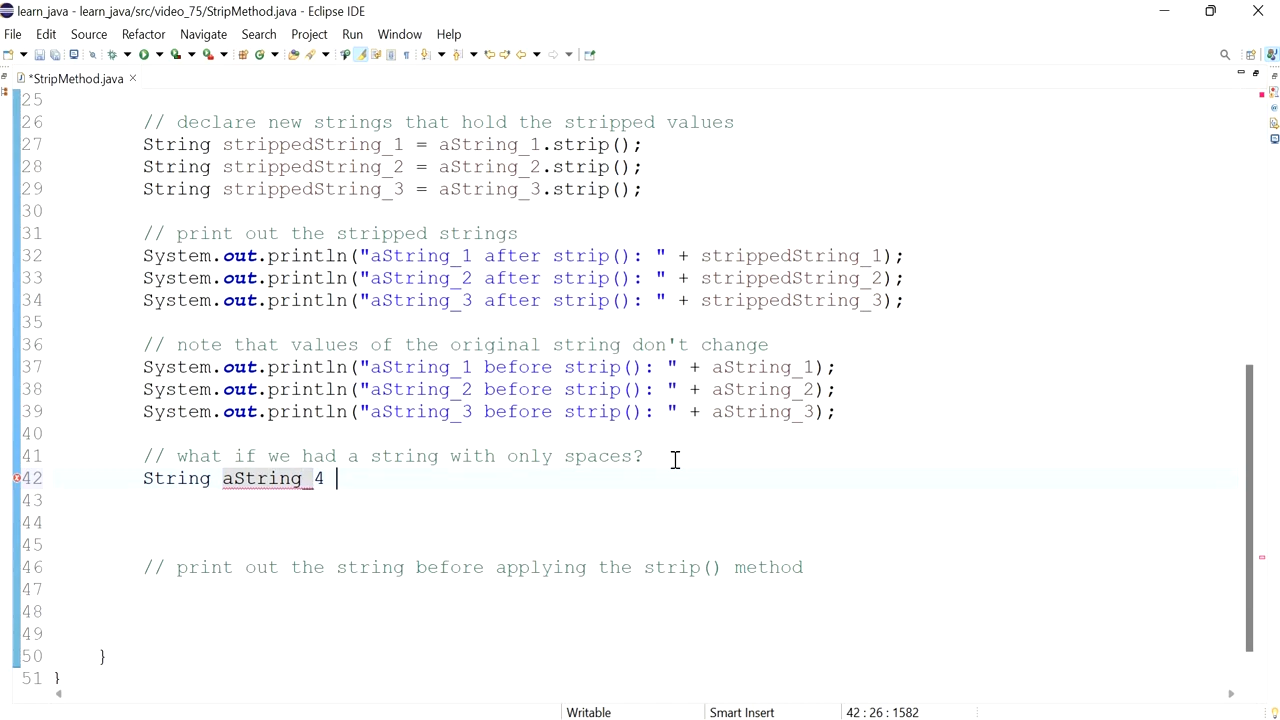 learn_java - learn_java/src/video_75/StripMethod.java - Eclipse IDE
File Edit Source Refactor Navigate Search Project Run Window Help
*StripMethod.java
25
26 // declare new strings that hold the stripped values
27 String strippedString_1 = aString_1.strip();
28 String strippedString_2 = aString_2.strip();
29 String strippedString_3 = aString_3.strip();
30
31 // print out the stripped strings
32 System.out.println("aString_1 after strip(): " + strippedString_1);
33 System.out.println("aString_2 after strip(): " + strippedString_2);
34 System.out.println("aString_3 after strip(): " + strippedString_3);
35
36 // note that values of the original string don't change
37 System.out.println("aString_1 before strip(): " + aString_1);
38 System.out.println("aString_2 before strip(): " + aString_2);
39 System.out.println("aString_3 before strip(): " + aString_3);
40
41 // what if we had a string with only spaces?
42 String aString_4
43
44
45
46 // print out the string before applying the strip() method
47
48
49
50 }
51 }
Writable Smart Insert 42 : 26 : 1582